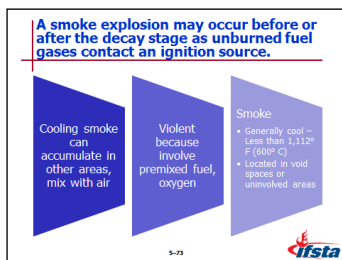 A smoke explosion may occur before or
after the decay stage as unburned fuel
gases contact an ignition source.
Cooling smoke
can
accumulate in
other areas,
mix with air
Violent
because
involve
premixed fuel,
oxygen
Smoke
• Generally cool –
Less than 1,112º
F (600º C)
• Located in void
spaces or
uninvolved areas
5–73
ifsta